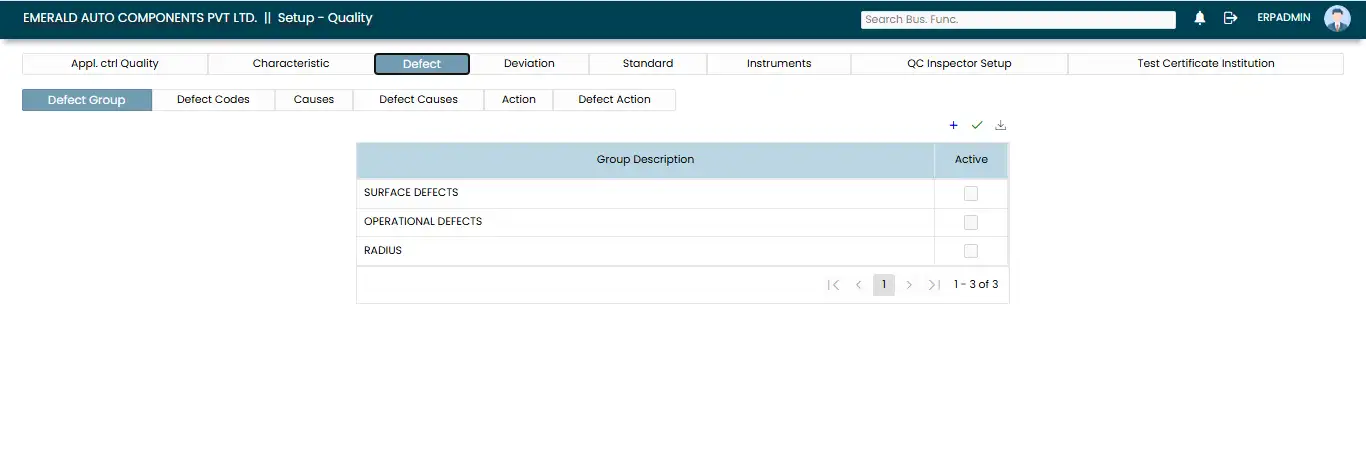 EMERALD AUTO COMPONENTS PVT LTD. || Setup - Quality Search Bus. Func. ERPADMIN
Appl. ctrl Quality Characteristic Defect Deviation Standard Instruments QC Inspector Setup Test Certificate Institution
Defect Group Defect Codes Causes Defect Causes Action Defect Action
Group Description Active
SURFACE DEFECTS
OPERATIONAL DEFECTS
RADIUS
1 1 - 3 of 3